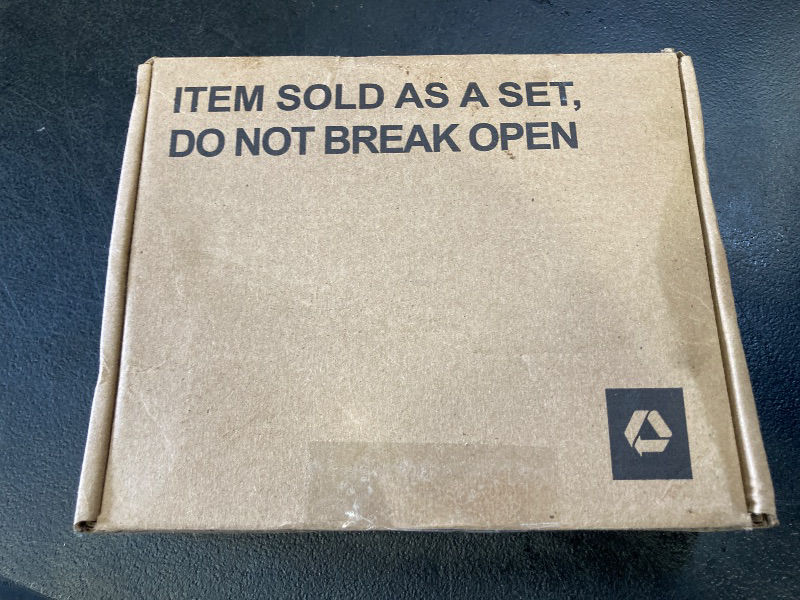 ITEM SOLD AS A SET,
DO NOT BREAK OPEN